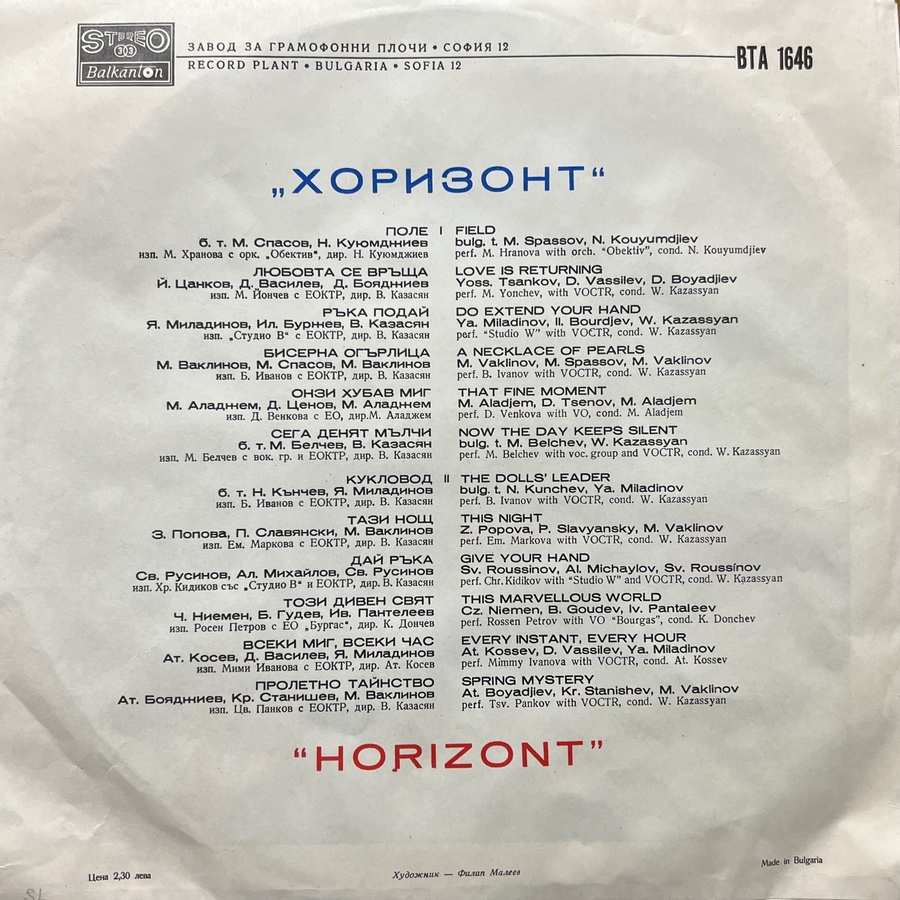 STEREO
303
Balkanton
ЗАВОД ЗА ГРАМОФОННИ ПЛОЧИ • СОФИЯ 12
RECORD PLANT • BULGARIA • SOFIA 12
ВТА 1646
„ХОРИЗОНТ“
ПОЛЕ I FIELD
б. т. М. Спасов, Н. Куюмджиев bulg. t. M. Spassov, N. Kouyumdjiev
изп. М. Хранова с орк. „Обектив“, дир. Н. Куюмджиев perf. M. Hranova with orch. “Obektiv”, cond. N. Kouyumdjiev
ЛЮБОВТА СЕ ВРЪЩА LOVE IS RETURNING
Й. Цанков, Д. Василев, Д. Бояджиев Yoss. Tsankov, D. Vassilev, D. Boyadjiev
изп. М. Йончев с ЕОКТР, дир. В. Казасян perf. M. Yonchev, with VOCTR, cond. W. Kazassyan
РЪКА ПОДАЙ DO EXTEND YOUR HAND
Я. Миладинов, Ил. Буржев, В. Казасян Ya. Miladinov, Il. Bourdjev, W. Kazassyan
изп. „Студио В“ с ЕОКТР, дир. В. Казасян perf. “Studio W” with VOCTR, cond. W. Kazassyan
БИСЕРНА ОГЪРЛИЦА A NECKLACE OF PEARLS
М. Ваклинов, М. Спасов, М. Ваклинов M. Vaklinov, M. Spassov, M. Vaklinov
изп. Б. Иванов с ЕОКТР, дир. В. Казасян perf. B. Ivanov with VOCTR, cond. W. Kazassyan
ОНЗИ ХУБАВ МИГ THAT FINE MOMENT
М. Аладжем, Д. Ценов, М. Аладжем M. Aladjem, D. Tsenov, M. Aladjem
изп. Д. Венкова с ЕО, дир.М. Аладжем perf. D. Venkova with VO, cond. M. Aladjem
СЕГА ДЕНЯТ МЪЛЧИ NOW THE DAY KEEPS SILENT
б. т. М. Белчев, В. Казасян bulg. t. M. Belchev, W. Kazassyan
изп. М. Белчев с вок. гр. и ЕОКТР, дир. В. Казасян perf. M. Belchev with voc. group and VOCTR, cond. W. Kazassyan
КУКЛОВОД II THE DOLLS’ LEADER
б. т. Н. Кънчев, Я. Миладинов bulg. t. N. Kunchev, Ya. Miladinov
изп. Б. Иванов с ЕОКТР, дир. В. Казасян perf. B. Ivanov with VOCTR, cond. W. Kazassyan
ТАЗИ НОЩ THIS NIGHT
З. Попова, П. Славянски, М. Ваклинов Z. Popova, P. Slavyansky, M. Vaklinov
изп. Ем. Маркова с ЕОКТР, дир. В. Казасян perf. Em. Markova with VOCTR, cond. W. Kazassyan
ДАЙ РЪКА GIVE YOUR HAND
Св. Русинов, Ал. Михайлов, Св. Русинов Sv. Roussinov, Al. Michaylov, Sv. Roussinov
изп. Хр. Кидиков със „Студио В“ и ЕОКТР, дир. В. Казасян perf. Chr. Kidikov with “Studio W” and VOCTR, cond. W. Kazassyan
ТОЗИ ДИВЕН СВЯТ THIS MARVELLOUS WORLD
Ч. Ниемен, Б. Гудев, Ив. Пантелеев Cz. Niemen, B. Goudev, Iv. Pantaleev
изп. Росен Петров с ЕО „Бургас“, дир. К. Дончев perf. Rossen Petrov with VO “Bourgas”, cond. K. Donchev
ВСЕКИ МИГ, ВСЕКИ ЧАС EVERY INSTANT, EVERY HOUR
Ат. Косев, Д. Василев, Я. Миладинов At. Kossev, D. Vassilev, Ya. Miladinov
изп. Мими Иванова с ЕОКТР, дир. Ат. Косев perf. Mimmy Ivanova with VOCTR, cond. At. Kossev
ПРОЛЕТНО ТАЙНСТВО SPRING MYSTERY
Ат. Бояджиев, Кр. Станишев, М. Ваклинов At. Boyadjiev, Kr. Stanishev, M. Vaklinov
изп. Цв. Панков с ЕОКТР, дир. В. Казасян perf. Tsv. Pankov with VOCTR, cond. W. Kazassyan
“HORIZONT”
Made in Bulgaria
Цена 2,30 лева
Художник — Филип Малеев